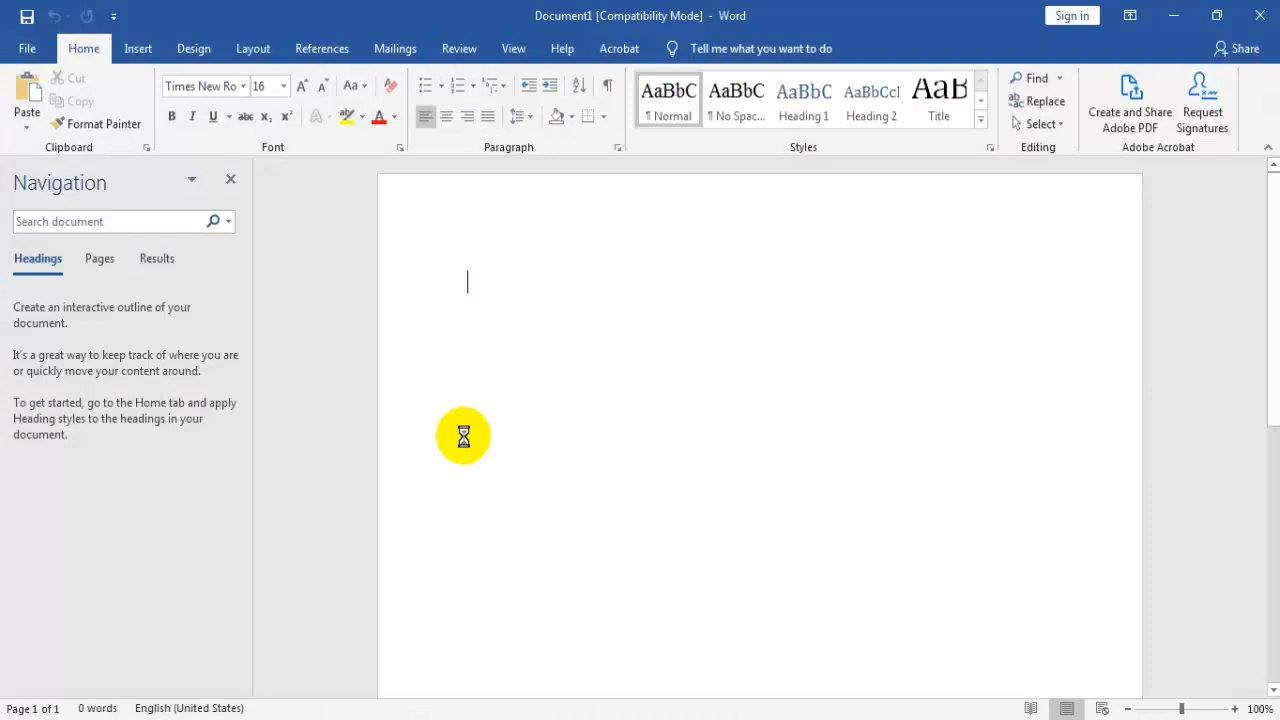 Document1 [Compatibility Mode] - Word
Sign in
File Home Insert Design Layout References Mailings Review View Help Acrobat Tell me what you want to do Share
Paste
Cut
Copy
Format Painter
Clipboard
Times New Ro 16 Aa
B I U abc x₂ x² A A
Font
Paragraph
AaBbC AaBbC AaBbC AaBbCcI AaB
¶ Normal ¶ No Spac... Heading 1 Heading 2 Title
Styles
Find
Replace
Select
Editing
Create and Share
Adobe PDF
Request
Signatures
Adobe Acrobat
Navigation
Search document
Headings Pages Results
Create an interactive outline of your
document.
It's a great way to keep track of where you are
or quickly move your content around.
To get started, go to the Home tab and apply
Heading styles to the headings in your
document.
Page 1 of 1 0 words English (United States) 100%